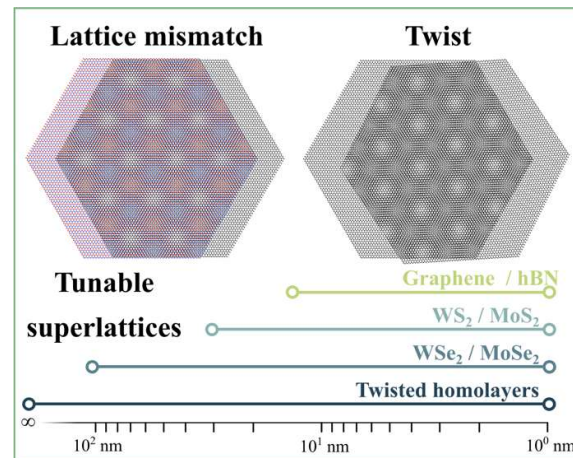 Lattice mismatch
Twist
Tunable
superlattices
Graphene / hBN
WS₂ / MoS₂
WSe₂ / MoSe₂
Twisted homolayers
∞
10² nm
10¹ nm
10⁰ nm